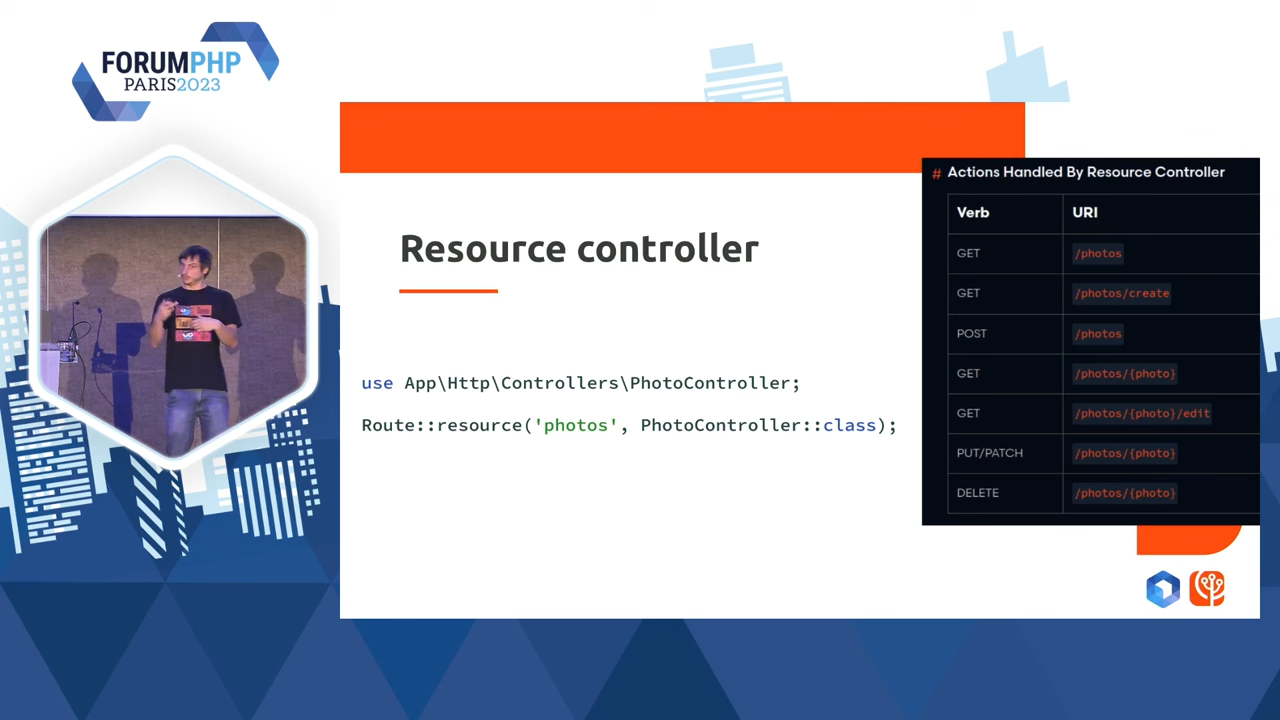 FORUMPHP
PARIS2023
Resource controller
use App\Http\Controllers\PhotoController;
Route::resource('photos', PhotoController::class);
# Actions Handled By Resource Controller
Verb URI
GET /photos
GET /photos/create
POST /photos
GET /photos/{photo}
GET /photos/{photo}/edit
PUT/PATCH /photos/{photo}
DELETE /photos/{photo}